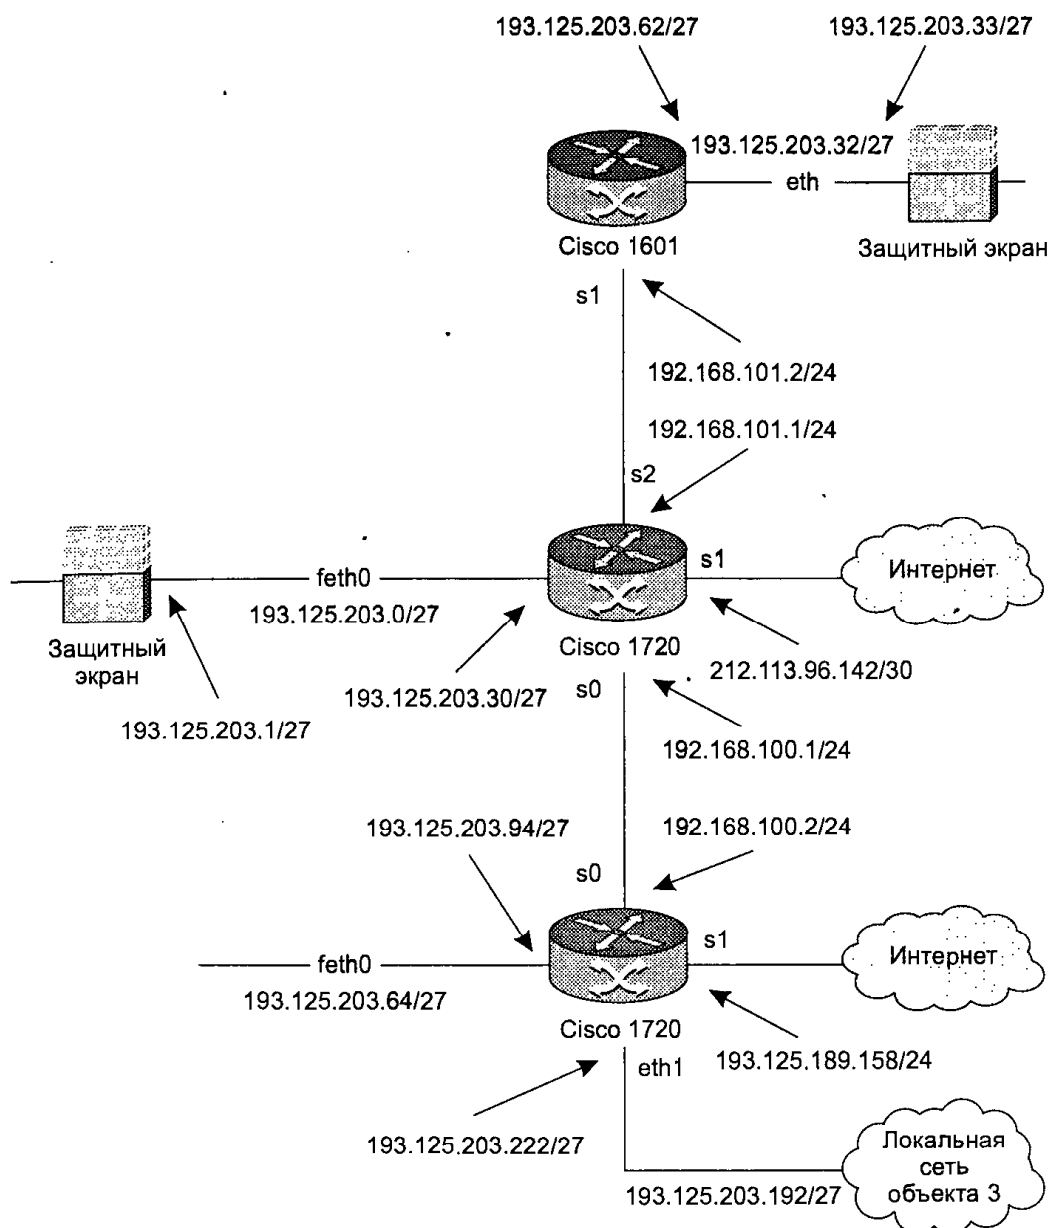 193.125.203.62/27
193.125.203.33/27
193.125.203.32/27
eth
Cisco 1601
Защитный экран
s1
192.168.101.2/24
192.168.101.1/24
s2
feth0
s1
Интернет
193.125.203.0/27
Защитный
экран
Cisco 1720
193.125.203.30/27
s0
212.113.96.142/30
193.125.203.1/27
192.168.100.1/24
193.125.203.94/27
192.168.100.2/24
s0
s1
Интернет
feth0
193.125.203.64/27
Cisco 1720
eth1
193.125.189.158/24
193.125.203.222/27
Локальная
сеть
объекта 3
193.125.203.192/27